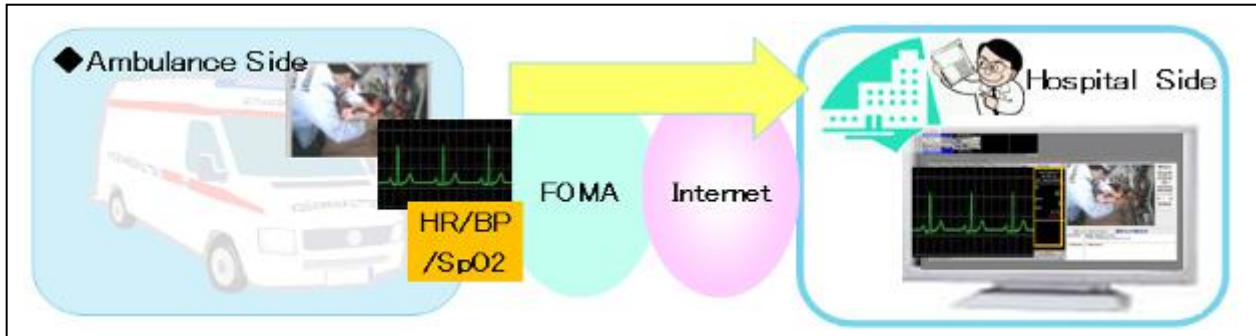 ◆Ambulance Side
HR/BP
/SpO2
FOMA
Internet
Hospital Side